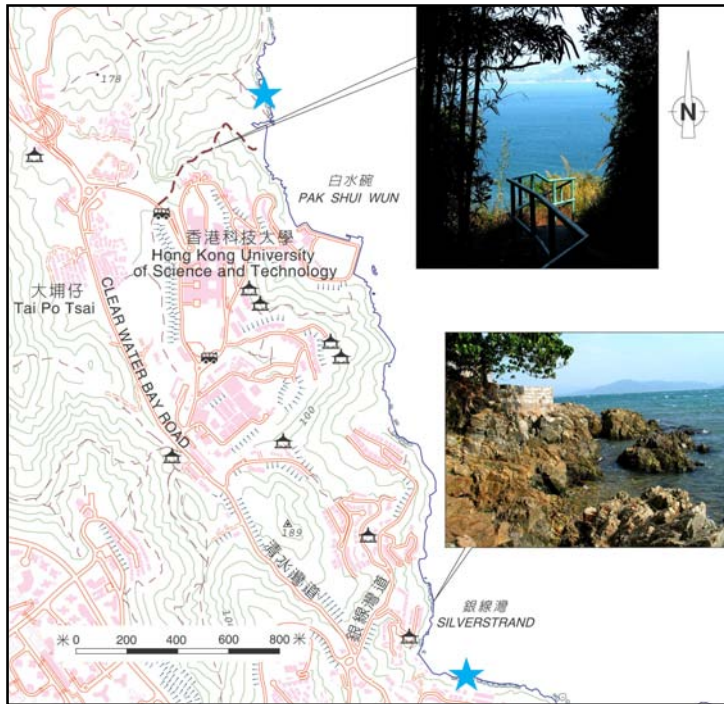 178
N
白水碗
PAK SHUI WUN
香港科技大學
Hong Kong University
of Science and Technology
大埔仔
Tai Po Tsai
CLEAR WATER BAY ROAD
100
189
清水灣道
銀線灣道
銀線灣
SILVERSTRAND
米 0 200 400 600 800 米